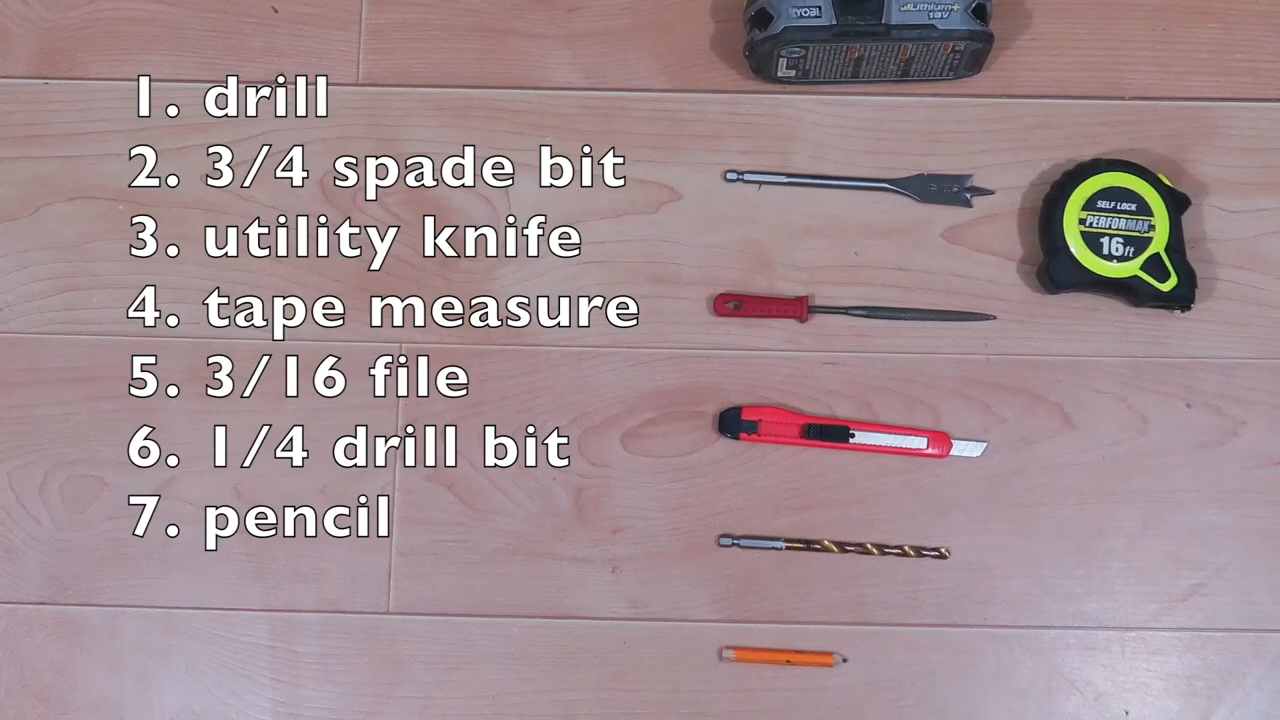 1. drill
2. 3/4 spade bit
3. utility knife
4. tape measure
5. 3/16 file
6. 1/4 drill bit
7. pencil
RYOBI
Lithium+
18V
SELF LOCK
PERFORMAX
16ft